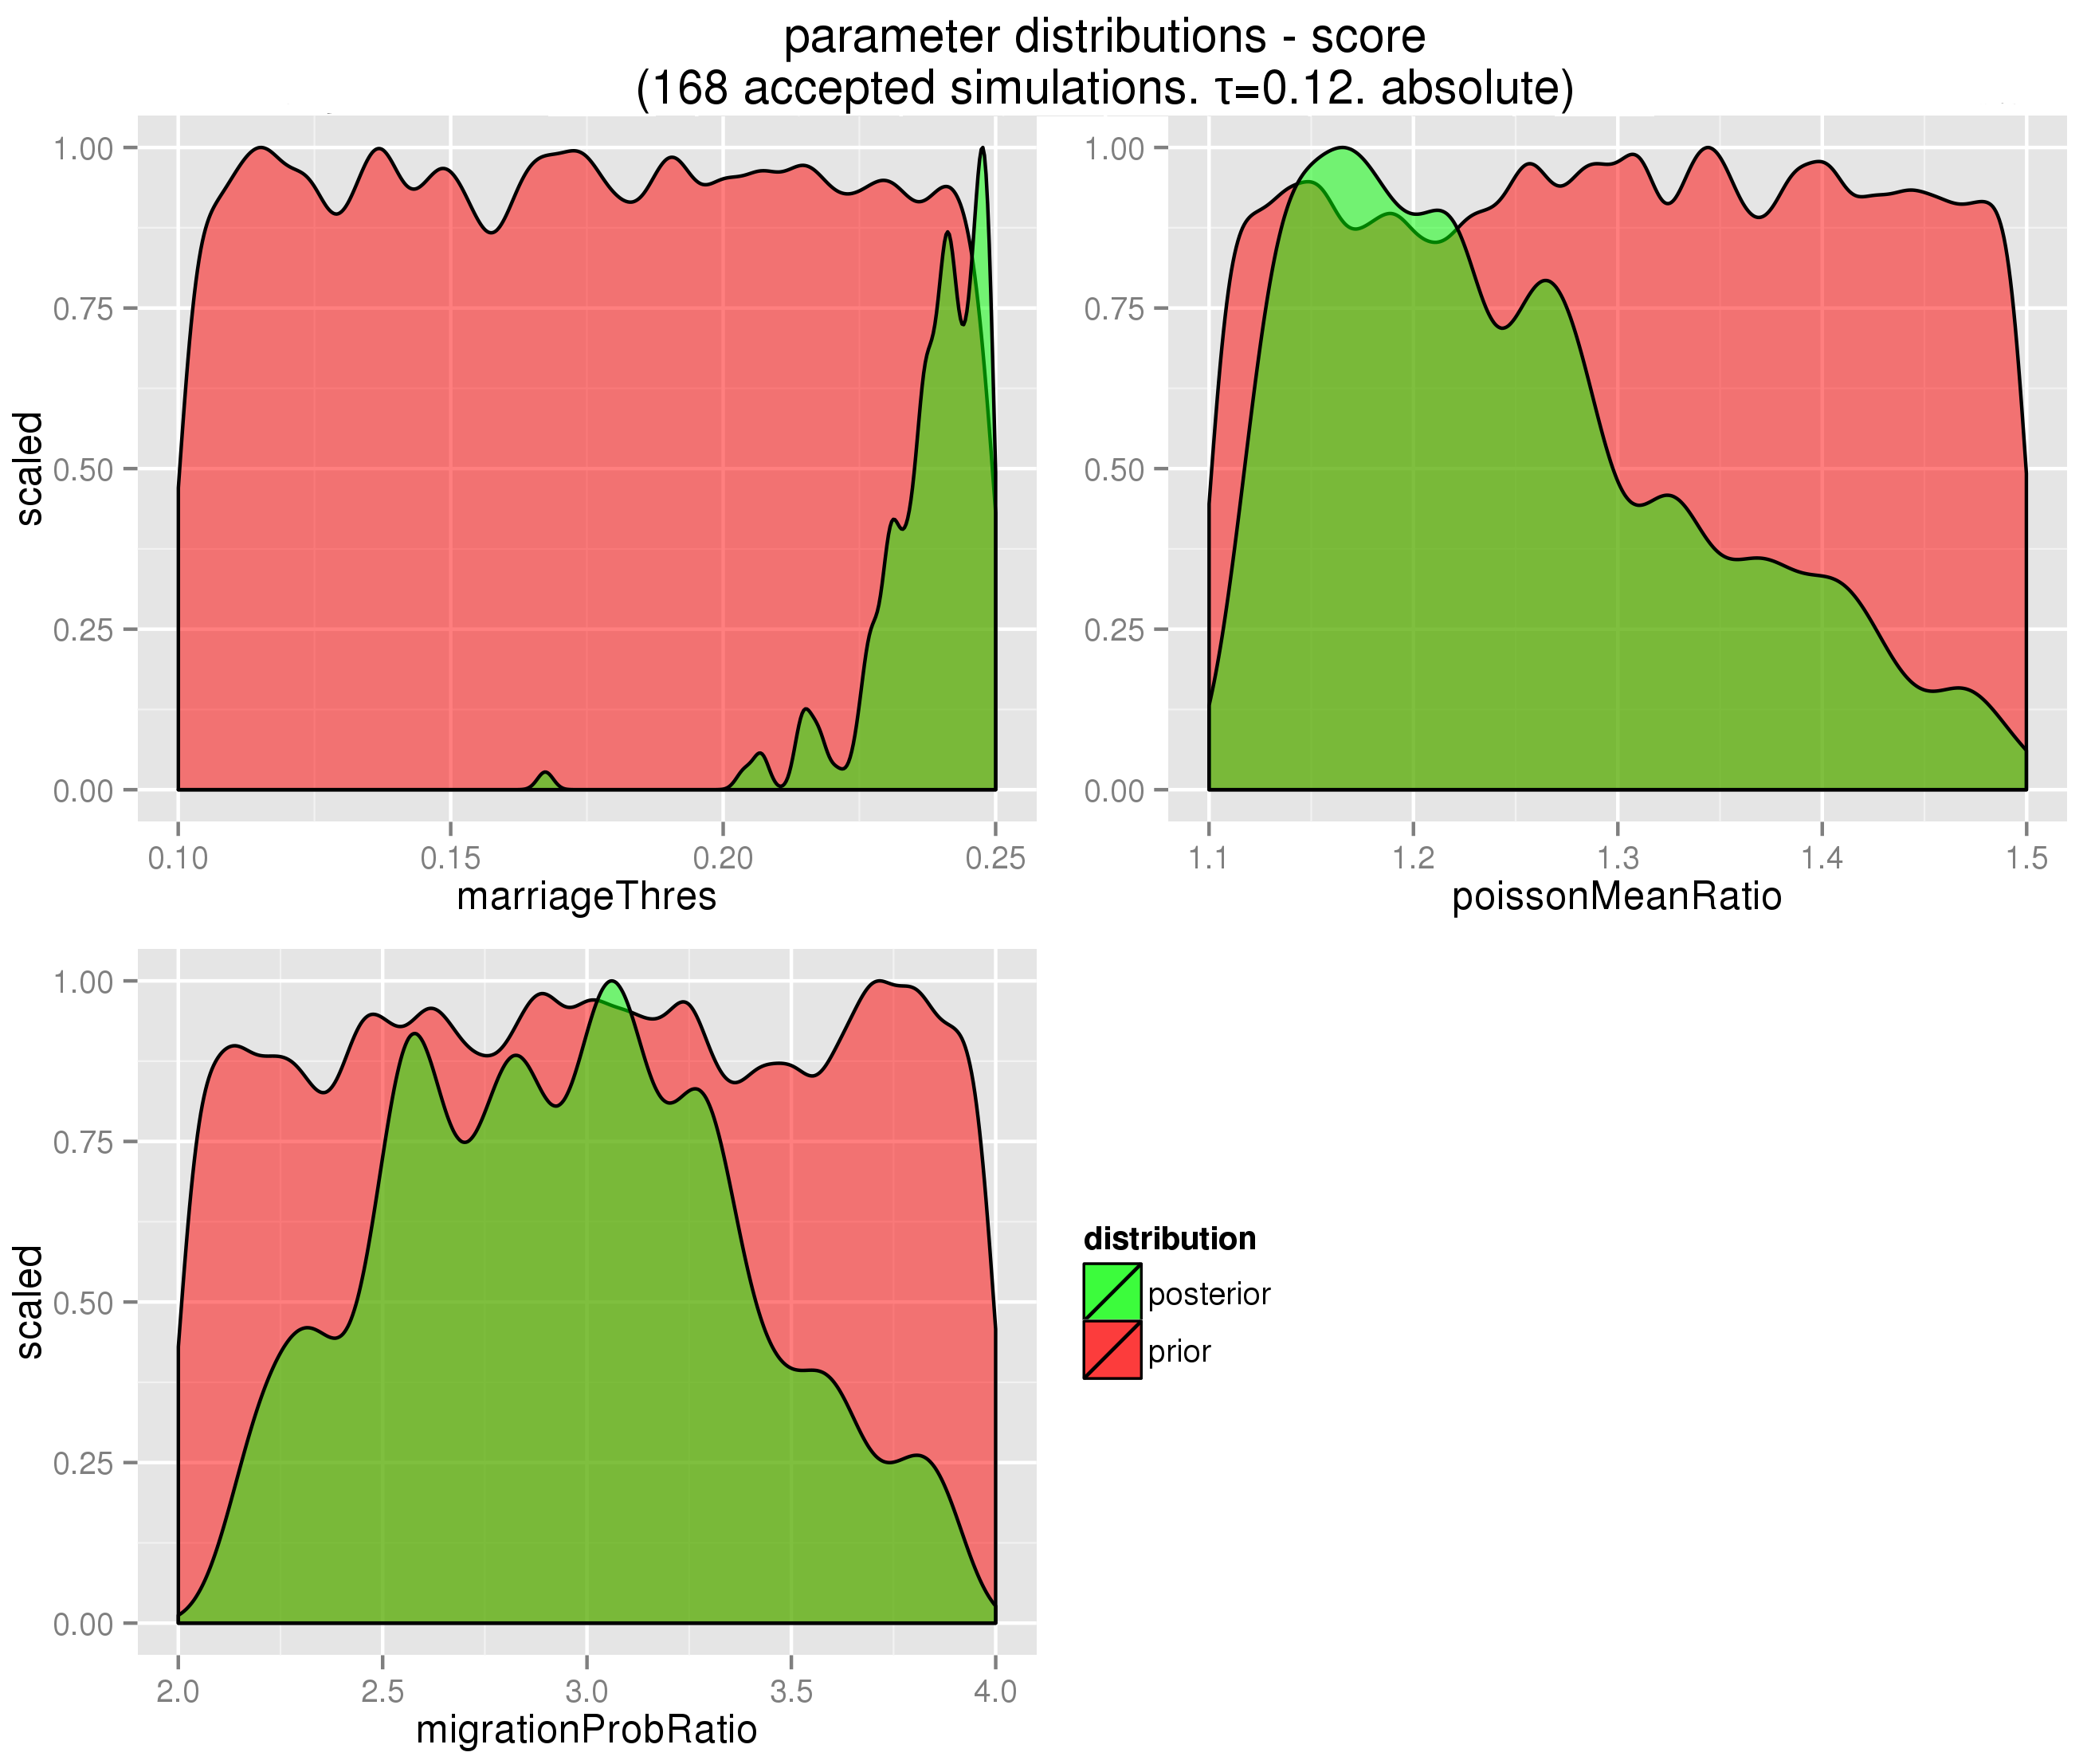 parameter distributions - score
(168 accepted simulations. τ=0.12. absolute)
scaled
1.00
0.75
0.50
0.25
0.00
0.10 0.15 0.20 0.25
marriageThres
1.00
0.75
0.50
0.25
0.00
1.1 1.2 1.3 1.4 1.5
poissonMeanRatio
scaled
1.00
0.75
0.50
0.25
0.00
2.0 2.5 3.0 3.5 4.0
migrationProbRatio
distribution
posterior
prior